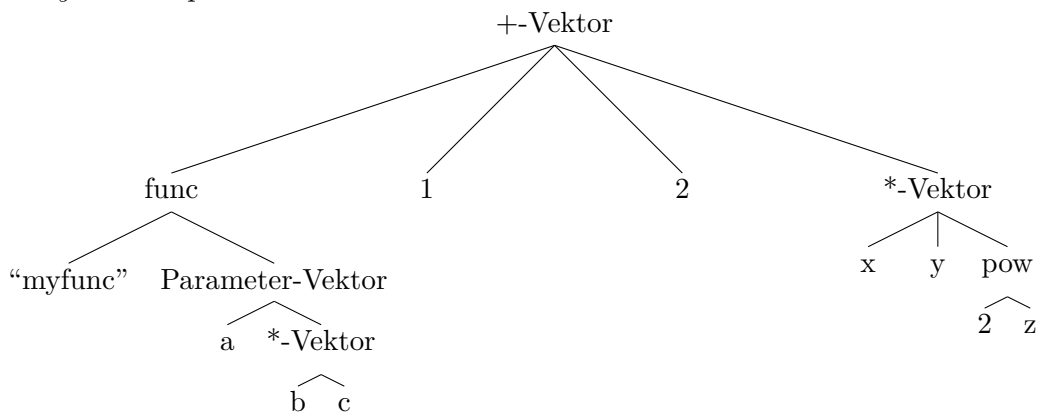 +-Vektor
func 1 2 *-Vektor
“myfunc” Parameter-Vektor x y pow
a *-Vektor 2 z
b c